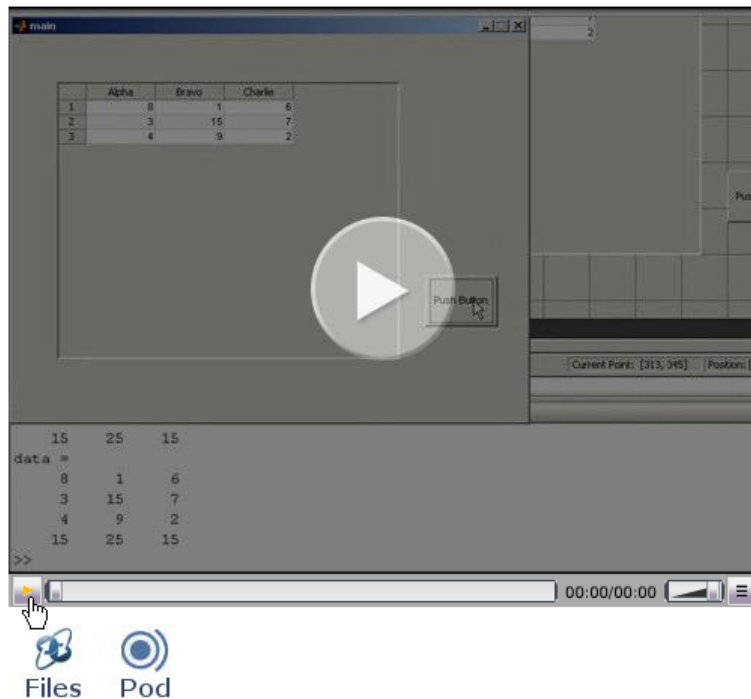 main
7
2
Alpha Bravo Charlie
1 8 1 6
2 3 15 7
3 4 9 2
Push Button
Current Point: [313, 345] Position: [
15 25 15
data =
8 1 6
3 15 7
4 9 2
15 25 15
>>
00:00/00:00
Files Pod